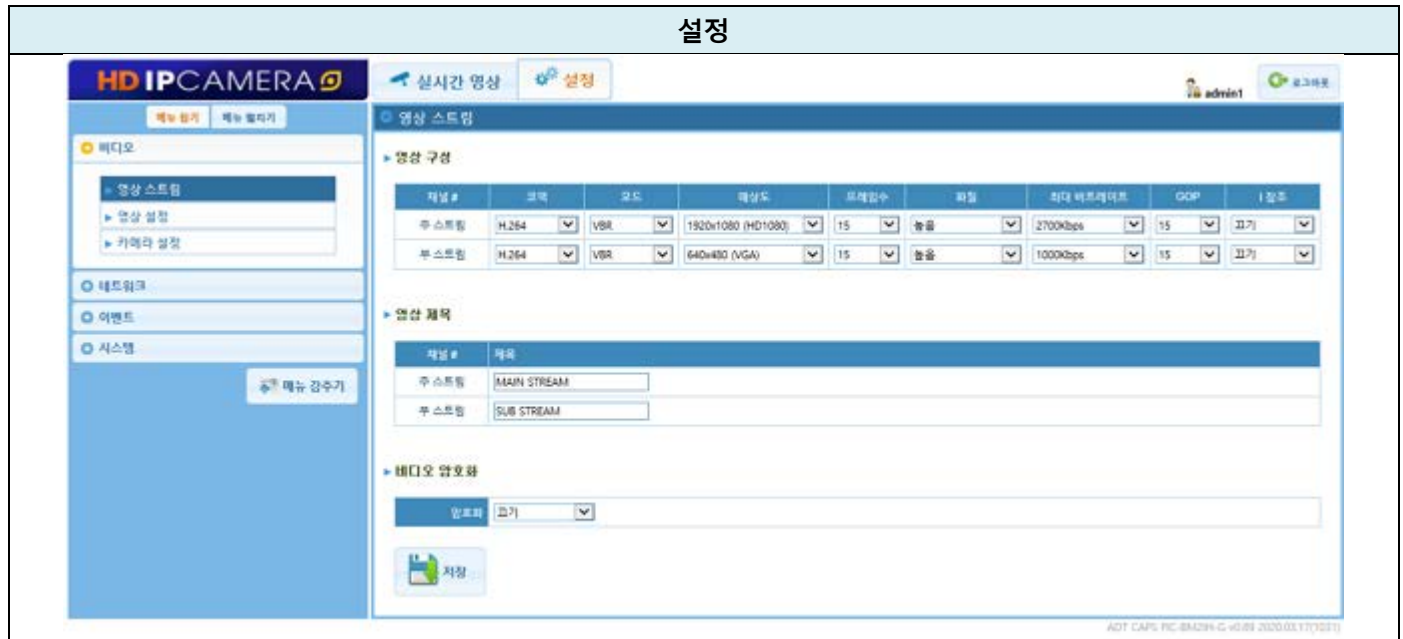 설정
HD IPCAMERA
실시간 영상 설정 admin1 로그아웃
메뉴 접기 메뉴 펼치기
영상 스트림
비디오
영상 스트림
영상 설정
카메라 설정
네트워크
이벤트
시스템
메뉴 감추기
영상 구성
채널 # 코덱 모드 해상도 프레임수 화질 최대 비트레이트 GOP I 참조
주 스트림 H.264 VBR 1920x1080 (HD1080) 15 높음 2700Kbps 15 끄기
부 스트림 H.264 VBR 640x480 (VGA) 15 높음 1000Kbps 15 끄기
영상 제목
채널 # 제목
주 스트림 MAIN STREAM
부 스트림 SUB STREAM
비디오 암호화
암호화 끄기
저장
ADT CAPS
2020.03.17(1031)